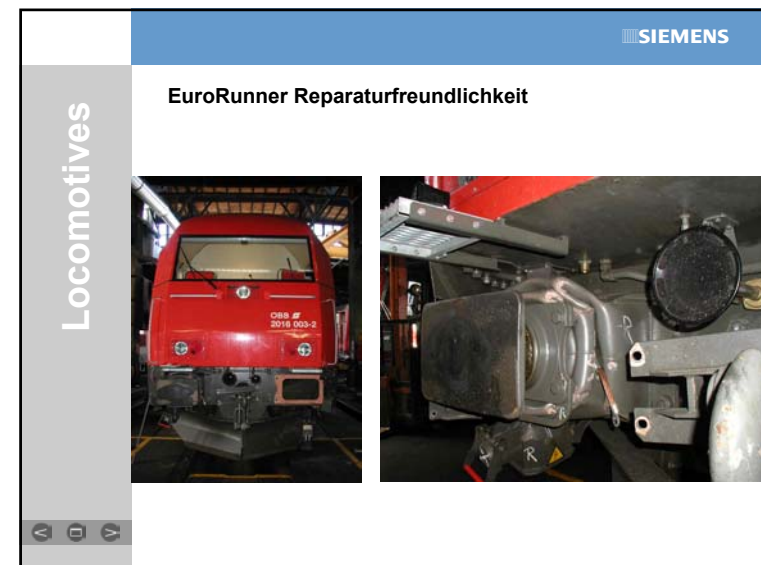 SIEMENS
EuroRunner Reparaturfreundlichkeit
Locomotives
ÖBB
2016 003-2
R